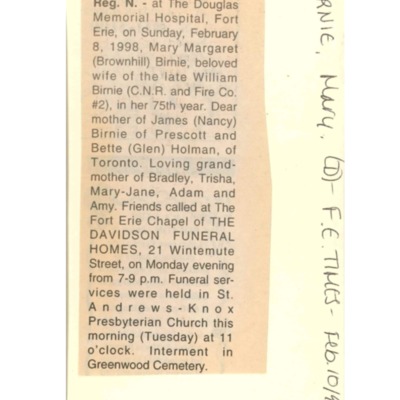 Reg. N. - at The Douglas
Memorial Hospital, Fort
Erie, on Sunday, February
8, 1998, Mary Margaret
(Brownhill) Birnie, beloved
wife of the late William
Birnie (C.N.R. and Fire Co.
#2), in her 75th year. Dear
mother of James (Nancy)
Birnie of Prescott and
Bette (Glen) Holman, of
Toronto. Loving grand-
mother of Bradley, Trisha,
Mary-Jane, Adam and
Amy. Friends called at The
Fort Erie Chapel of THE
DAVIDSON FUNERAL
HOMES, 21 Wintemute
Street, on Monday evening
from 7-9 p.m. Funeral ser-
vices were held in St.
Andrews-Knox
Presbyterian Church this
morning (Tuesday) at 11
o'clock. Interment in
Greenwood Cemetery.
RNIE, Mary. (D)- F.E. TIMES- Feb.10/9